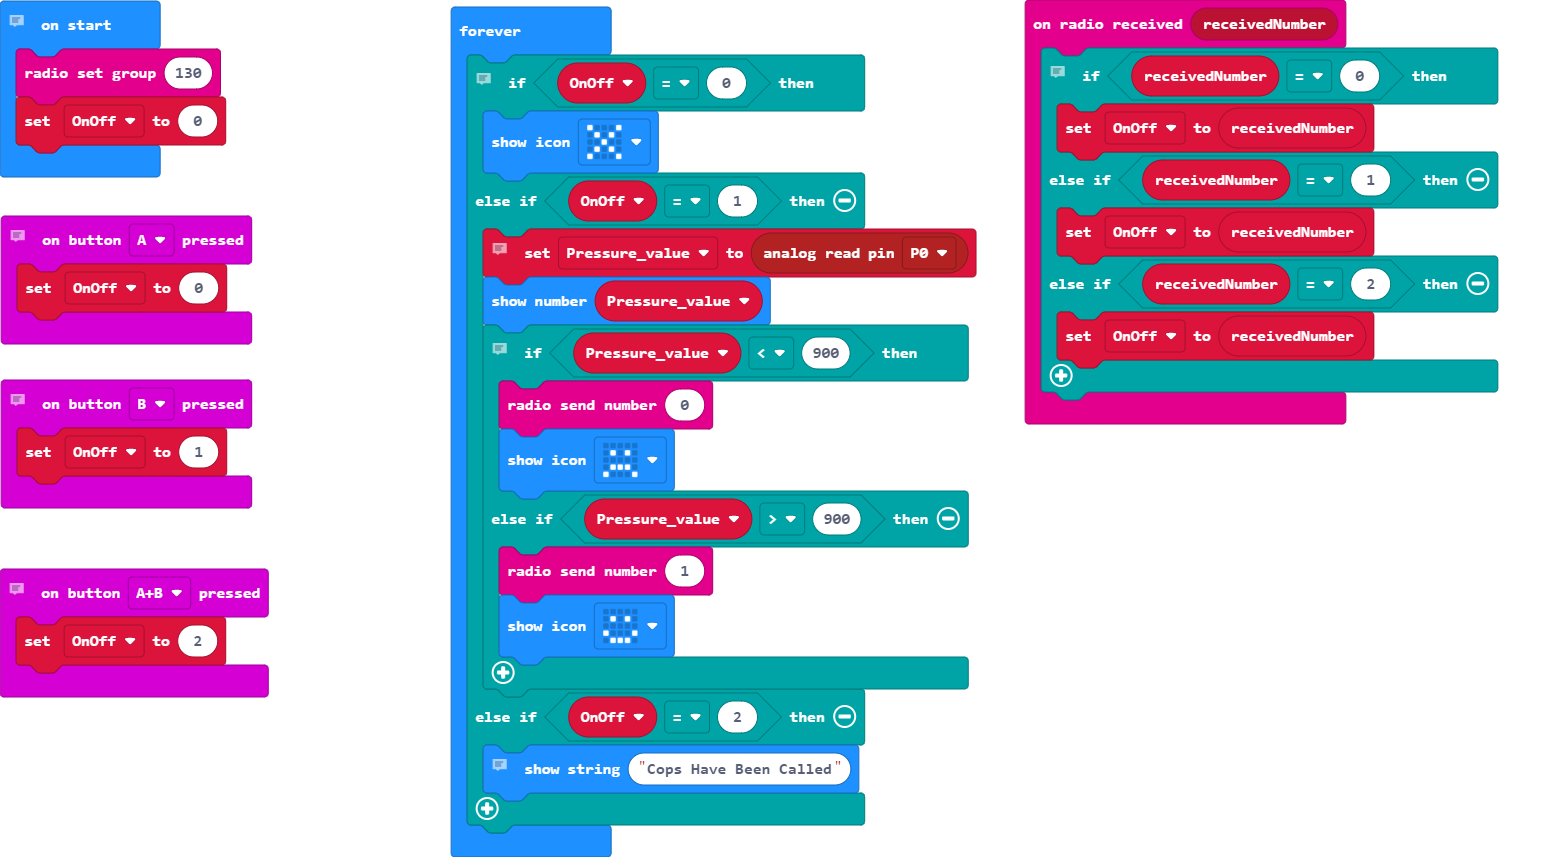 on start
radio set group 130
set OnOff to 0
on button A pressed
set OnOff to 0
on button B pressed
set OnOff to 1
on button A+B pressed
set OnOff to 2
forever
if OnOff = 0 then
show icon
else if OnOff = 1 then
set Pressure_value to analog read pin P0
show number Pressure_value
if Pressure_value < 900 then
radio send number 0
show icon
else if Pressure_value > 900 then
radio send number 1
show icon
else if OnOff = 2 then
show string "Cops Have Been Called"
on radio received receivedNumber
if receivedNumber = 0 then
set OnOff to receivedNumber
else if receivedNumber = 1 then
set OnOff to receivedNumber
else if receivedNumber = 2 then
set OnOff to receivedNumber